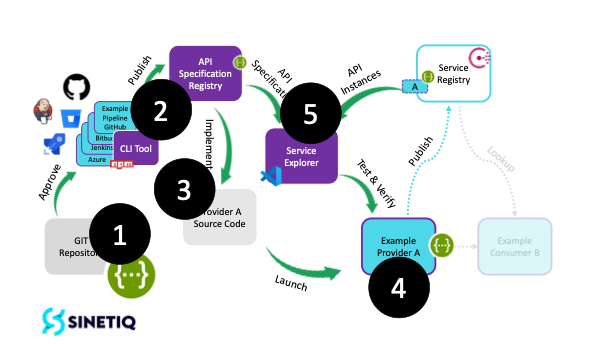 Publish
API
Specification
Registry
API
Specificati
API
Instances
Service
Registry
A
Example
Pipeline
GitHub
Bitbuc
Jenkins
Azure
2
CLI Tool
npm
5
Service
Explorer
Implement
Publish
Lookup
Approve
3
Provider A
Source Code
Test & Verify
GIT
Repositor
1
{···}
Example
Provider A
{···}
Example
Consumer B
4
Launch
SINETIQ